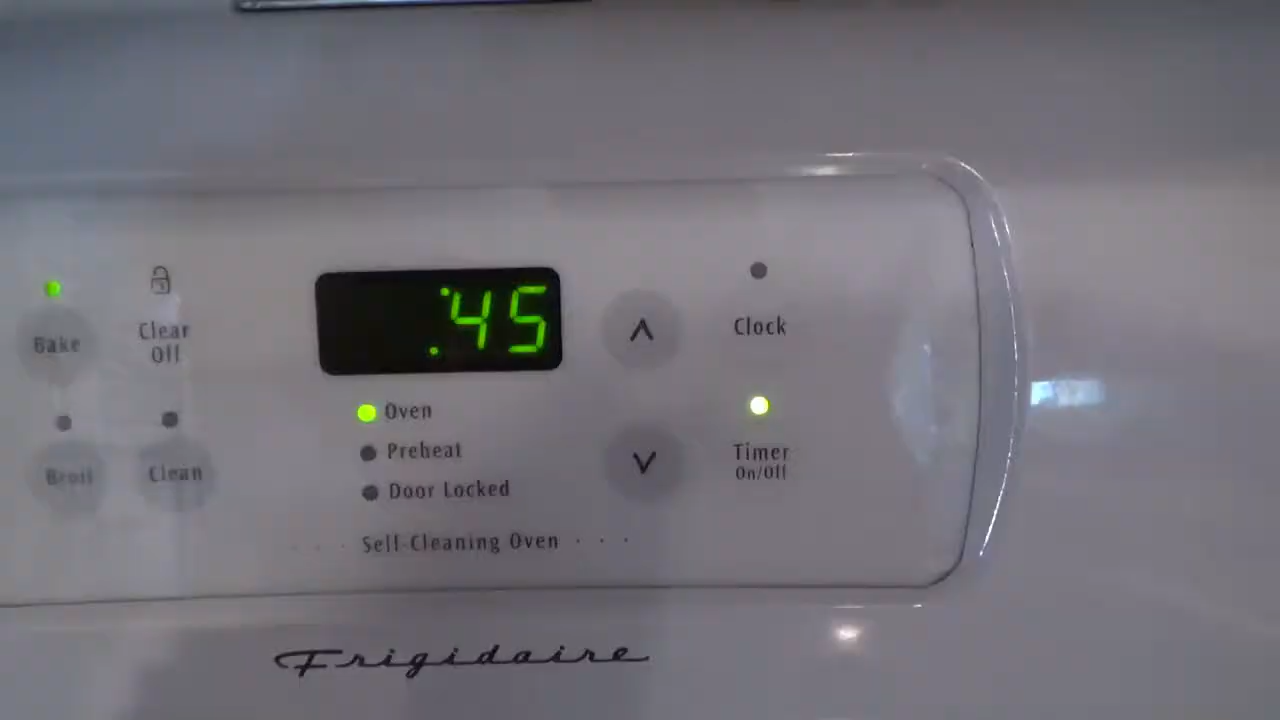 :45
Bake
Clear
Off
Clock
Oven
Preheat
Door Locked
Broil
Clean
Timer
On/Off
Self-Cleaning Oven
Frigidaire